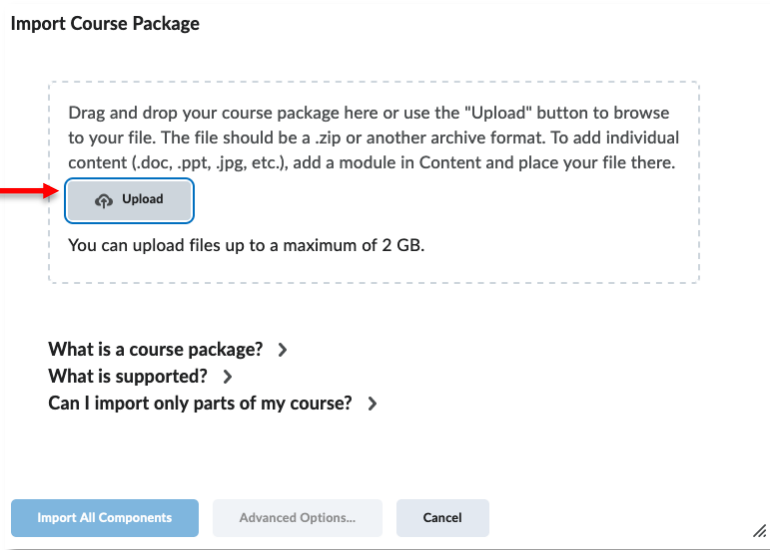 Import Course Package
Drag and drop your course package here or use the "Upload" button to browse
to your file. The file should be a .zip or another archive format. To add individual
content (.doc, .ppt, .jpg, etc.), add a module in Content and place your file there.
Upload
You can upload files up to a maximum of 2 GB.
What is a course package?
What is supported?
Can I import only parts of my course?
Import All Components
Advanced Options...
Cancel